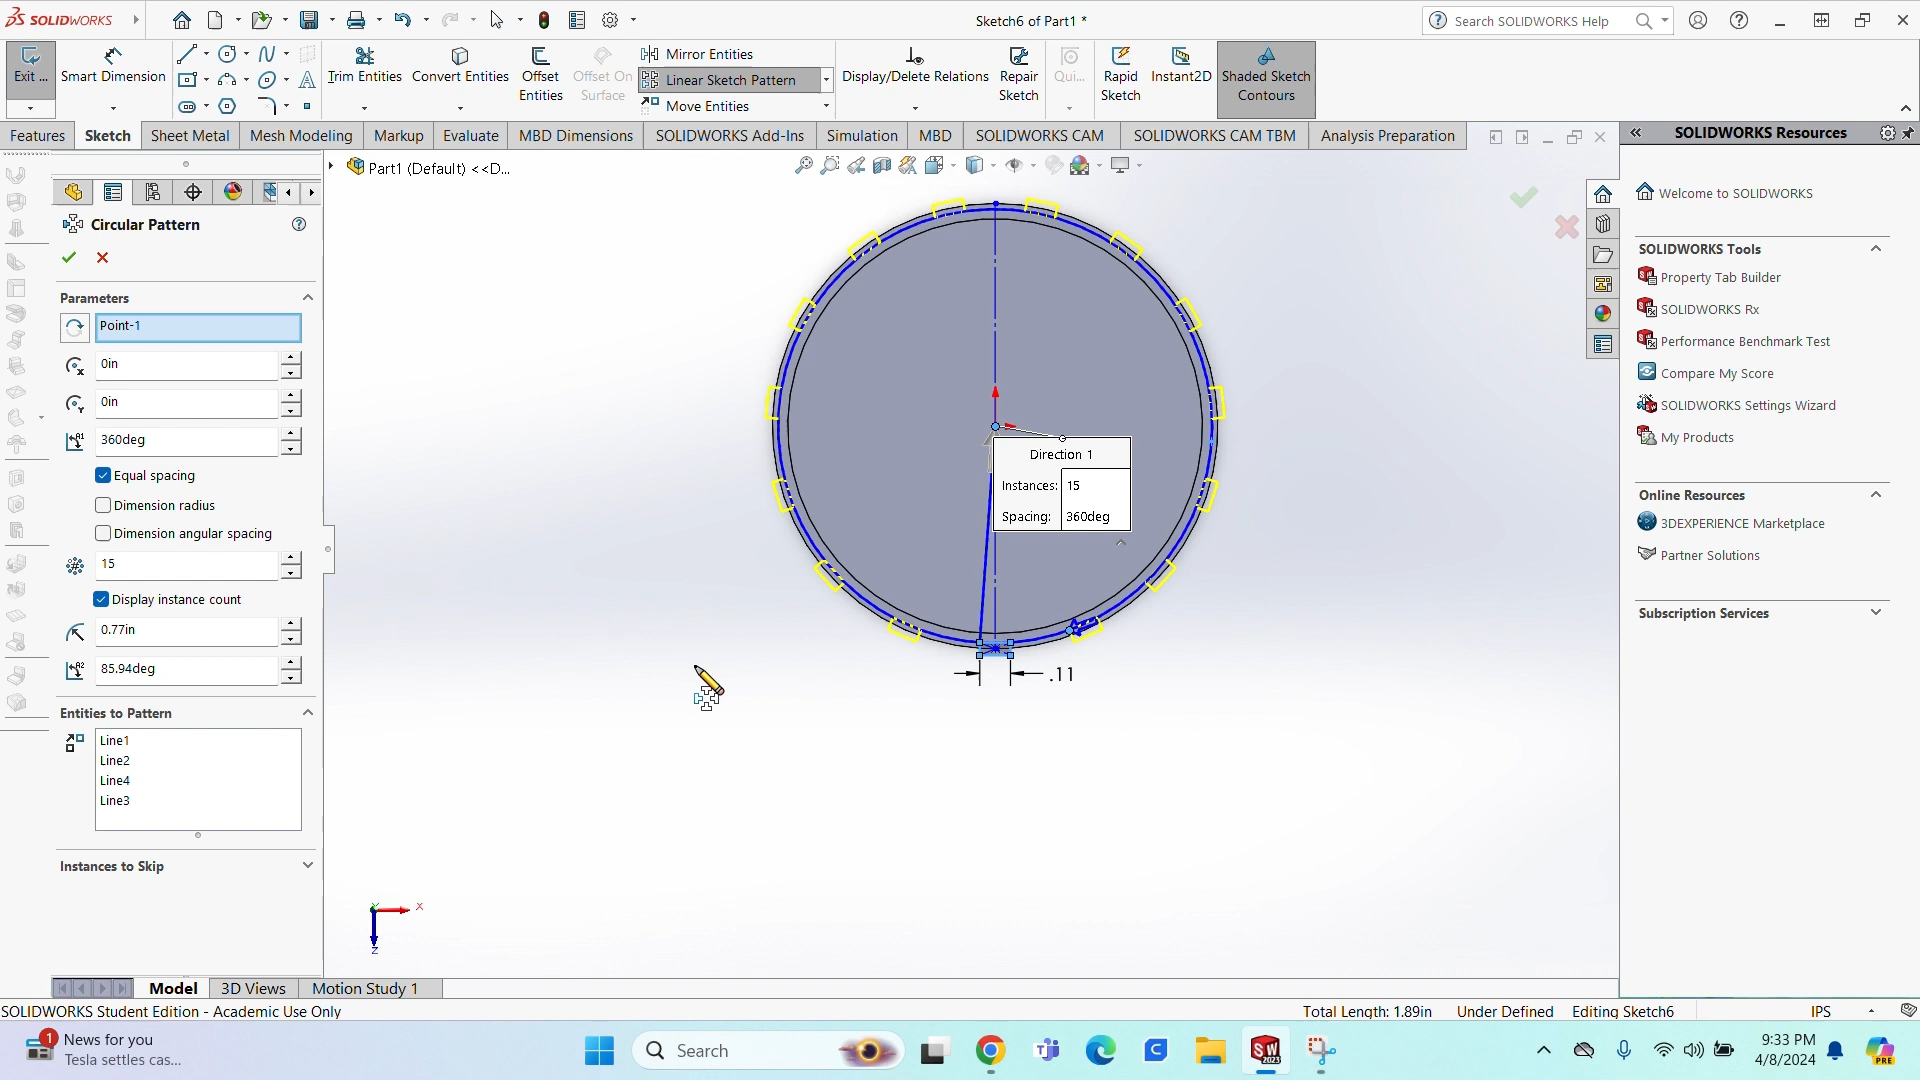 SOLIDWORKS
Sketch6 of Part1 *
Search SOLIDWORKS Help
Exit ...
Smart Dimension
Trim Entities
Convert Entities
Offset
Entities
Offset On
Surface
Mirror Entities
Linear Sketch Pattern
Move Entities
Display/Delete Relations
Repair
Sketch
Qui...
Rapid
Sketch
Instant2D
Shaded Sketch
Contours
Features
Sketch
Sheet Metal
Mesh Modeling
Markup
Evaluate
MBD Dimensions
SOLIDWORKS Add-Ins
Simulation
MBD
SOLIDWORKS CAM
SOLIDWORKS CAM TBM
Analysis Preparation
SOLIDWORKS Resources
Part1 (Default) <<D...
Welcome to SOLIDWORKS
SOLIDWORKS Tools
Property Tab Builder
SOLIDWORKS Rx
Performance Benchmark Test
Compare My Score
SOLIDWORKS Settings Wizard
My Products
Online Resources
3DEXPERIENCE Marketplace
Partner Solutions
Subscription Services
Circular Pattern
Parameters
Point-1
0in
0in
360deg
Equal spacing
Dimension radius
Dimension angular spacing
15
Display instance count
0.77in
85.94deg
Entities to Pattern
Line1
Line2
Line4
Line3
Instances to Skip
Direction 1
Instances: 15
Spacing: 360deg
.11
X
Z
Model
3D Views
Motion Study 1
SOLIDWORKS Student Edition - Academic Use Only
Total Length: 1.89in
Under Defined
Editing Sketch6
IPS
1
News for you
Tesla settles cas...
Search
SW
2023
9:33 PM
4/8/2024
PRE